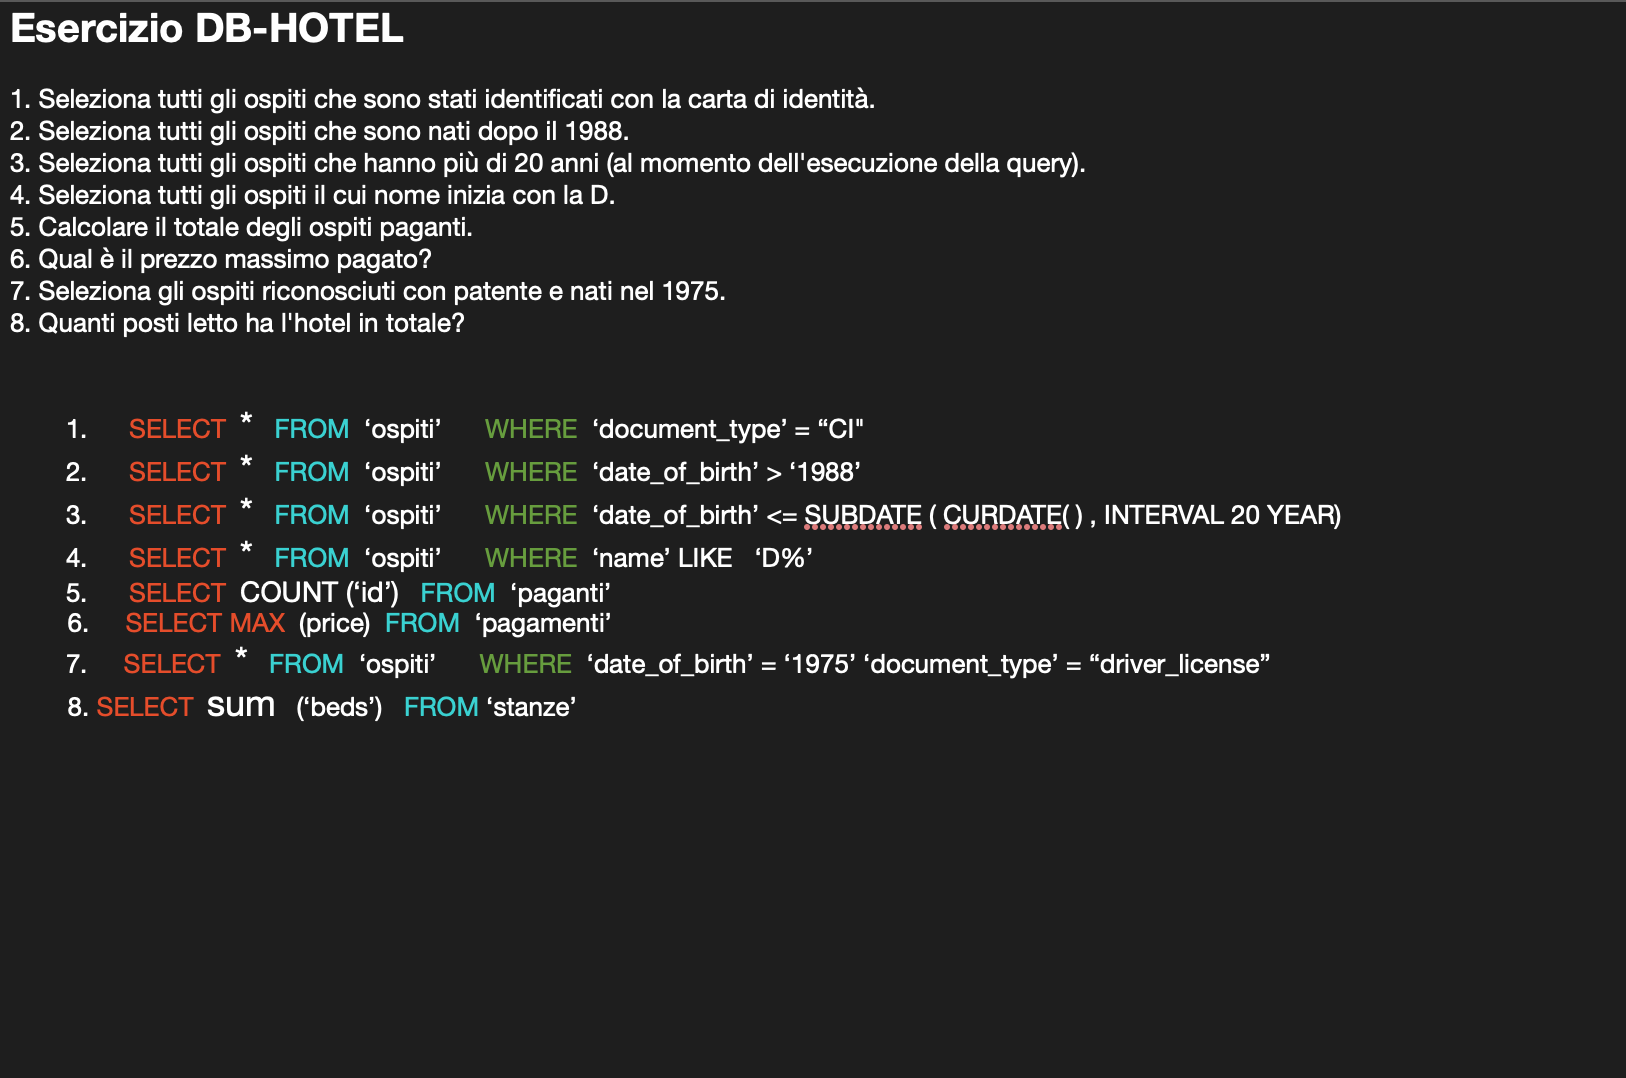 Esercizio DB-HOTEL
1. Seleziona tutti gli ospiti che sono stati identificati con la carta di identità.
2. Seleziona tutti gli ospiti che sono nati dopo il 1988.
3. Seleziona tutti gli ospiti che hanno più di 20 anni (al momento dell'esecuzione della query).
4. Seleziona tutti gli ospiti il cui nome inizia con la D.
5. Calcolare il totale degli ospiti paganti.
6. Qual è il prezzo massimo pagato?
7. Seleziona gli ospiti riconosciuti con patente e nati nel 1975.
8. Quanti posti letto ha l'hotel in totale?
1. SELECT * FROM ‘ospiti’ WHERE ‘document_type’ = “CI"
2. SELECT * FROM ‘ospiti’ WHERE ‘date_of_birth’ > ‘1988’
3. SELECT * FROM ‘ospiti’ WHERE ‘date_of_birth’ <= SUBDATE ( CURDATE( ) , INTERVAL 20 YEAR)
4. SELECT * FROM ‘ospiti’ WHERE ‘name’ LIKE ‘D%’
5. SELECT COUNT (‘id’) FROM ‘paganti’
6. SELECT MAX (price) FROM ‘pagamenti’
7. SELECT * FROM ‘ospiti’ WHERE ‘date_of_birth’ = ‘1975’ ‘document_type’ = “driver_license”
8. SELECT sum (‘beds’) FROM ‘stanze’